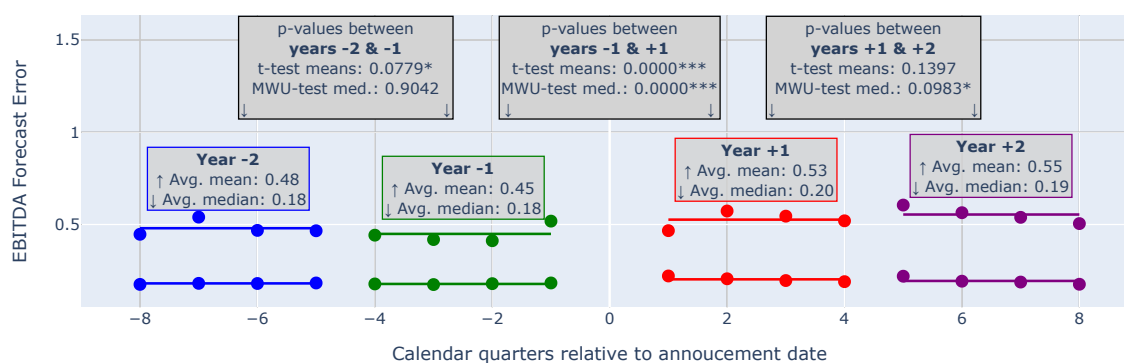 p-values between
years -2 & -1
t-test means: 0.0779*
MWU-test med.: 0.9042
↓ ↓
p-values between
years -1 & +1
t-test means: 0.0000***
MWU-test med.: 0.0000***
↓ ↓
p-values between
years +1 & +2
t-test means: 0.1397
MWU-test med.: 0.0983*
↓ ↓
1.5
1
0.5
EBITDA Forecast Error
Year -2
↑ Avg. mean: 0.48
↓ Avg. median: 0.18
Year -1
↑ Avg. mean: 0.45
↓ Avg. median: 0.18
Year +1
↑ Avg. mean: 0.53
↓ Avg. median: 0.20
Year +2
↑ Avg. mean: 0.55
↓ Avg. median: 0.19
−8 −6 −4 −2 0 2 4 6 8
Calendar quarters relative to annoucement date